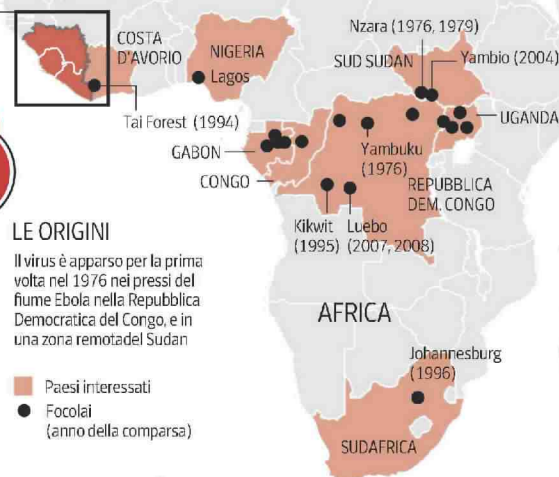 Nzara (1976, 1979)
COSTA
D'AVORIO
NIGERIA
SUD SUDAN
Yambio (2004)
Lagos
Tai Forest (1994)
UGANDA
GABON
Yambuku
(1976)
CONGO
REPUBBLICA
DEM. CONGO
Kikwit
(1995)
Luebo
(2007, 2008)
LE ORIGINI
Il virus è apparso per la prima
volta nel 1976 nei pressi del
fiume Ebola nella Repubblica
Democratica del Congo, e in
una zona remotadel Sudan
AFRICA
Johannesburg
(1996)
Paesi interessati
Focolai
(anno della comparsa)
SUDAFRICA